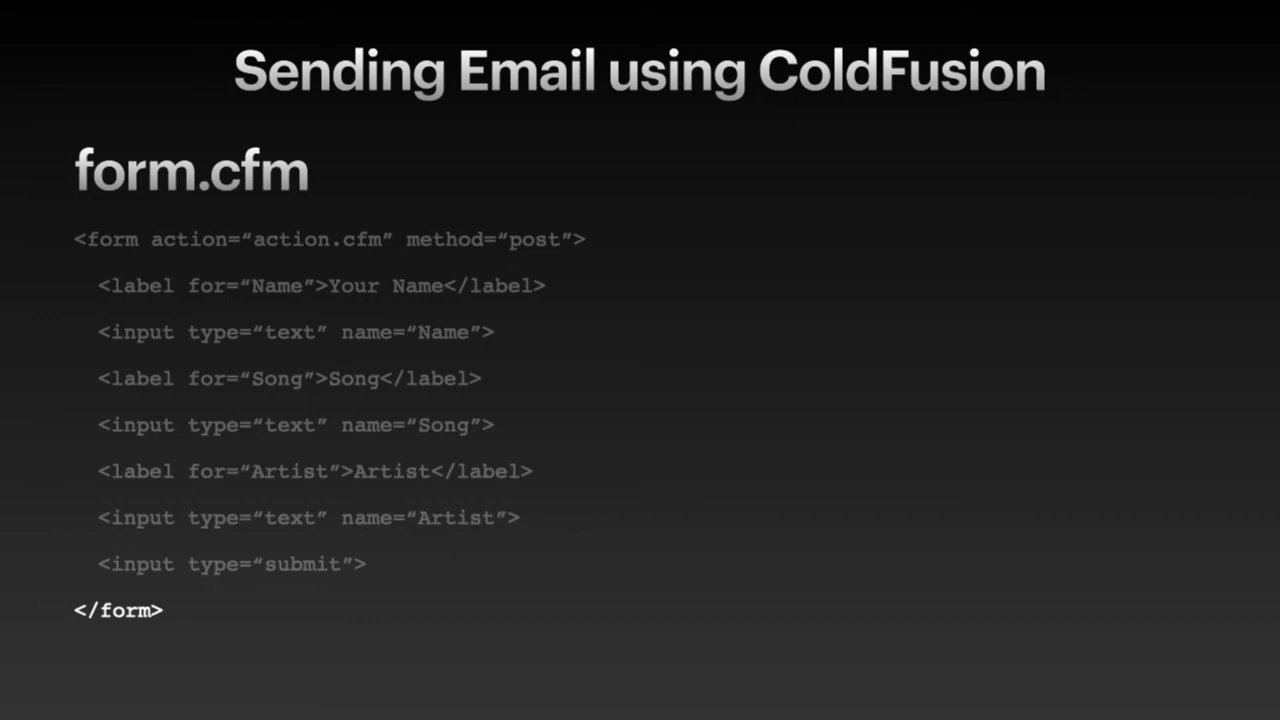 Sending Email using ColdFusion
form.cfm
<form action=“action.cfm” method=“post”>
<label for=“Name”>Your Name</label>
<input type=“text” name=“Name”>
<label for=“Song”>Song</label>
<input type=“text” name=“Song”>
<label for=“Artist”>Artist</label>
<input type=“text” name=“Artist”>
<input type=“submit”>
</form>